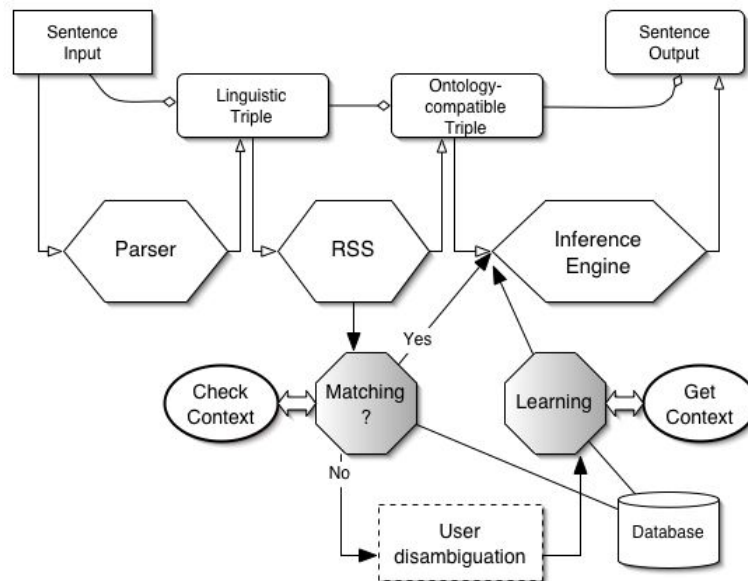 Sentence
Input
Sentence
Output
Linguistic
Triple
Ontology-
compatible
Triple
Parser
RSS
Inference
Engine
Yes
Check
Context
Matching
?
Learning
Get
Context
No
User
disambiguation
Database